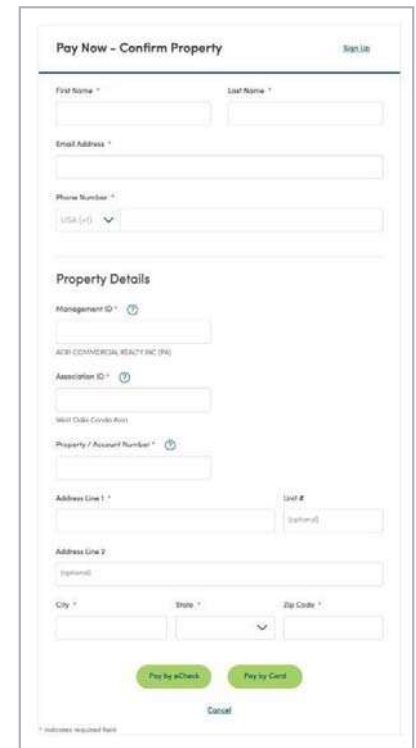 Pay Now - Confirm Property Sign Up
First Name * Last Name *
Email Address *
Phone Number *
USA (+1)
Property Details
Management ID * ?
COMMERCIAL REALTY INC (PA)
Association ID * ?
West Condo Assn
Property / Account Number * ?
Address Line 1 * Unit #
(optional)
Address Line 2
(optional)
City * State * Zip Code *
Pay by eCheck Pay by Card
Cancel
* indicates required field